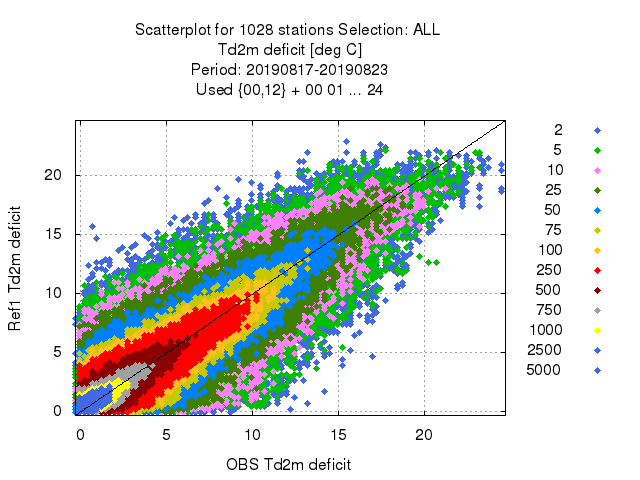 Scatterplot for 1028 stations Selection: ALL
Td2m deficit [deg C]
Period: 20190817-20190823
Used {00,12} + 00 01 ... 24
Ref1 Td2m deficit
20
15
10
5
0
0 5 10 15 20
OBS Td2m deficit
2
5
10
25
50
75
100
250
500
750
1000
2500
5000